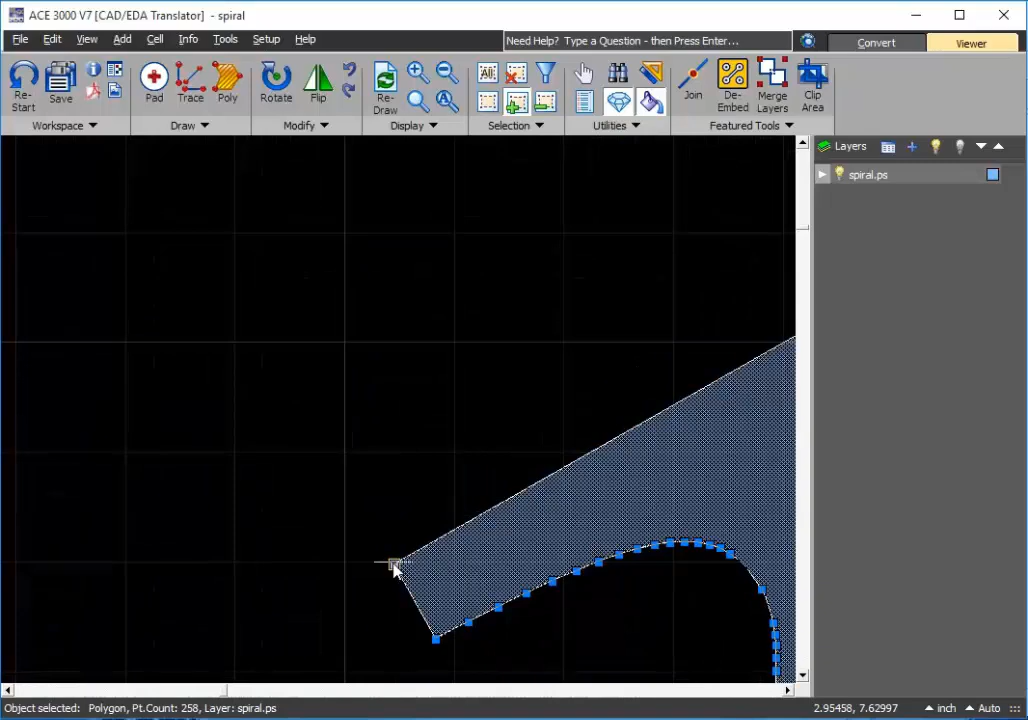 ACE 3000 V7 [CAD/EDA Translator] - spiral
File Edit View Add Cell Info Tools Setup Help
Need Help? Type a Question - then Press Enter...
Convert
Viewer
Re-
Start
Save
Pad
Trace
Poly
Rotate
Flip
Re-
Draw
All
Join
De-
Embed
Merge
Layers
Clip
Area
Workspace
Draw
Modify
Display
Selection
Utilities
Featured Tools
Layers
spiral.ps
Object selected: Polygon, Pt.Count: 258, Layer: spiral.ps
2.95458, 7.62997
inch
Auto